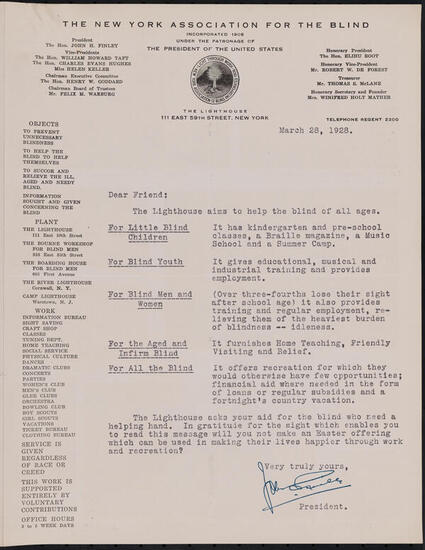 THE NEW YORK ASSOCIATION FOR THE BLIND
INCORPORATED 1906
UNDER THE PATRONAGE OF
THE PRESIDENT OF THE UNITED STATES
President
The Hon. JOHN H. FINLEY
Vice-Presidents
The Hon. WILLIAM HOWARD TAFT
The Hon. CHARLES EVANS HUGHES
Miss HELEN KELLER
Chairman Executive Committee
The Hon. HENRY W. GODDARD
Chairman Board of Trustees
Mr. FELIX M. WARBURG
Honorary President
The Hon. ELIHU ROOT
Honorary Vice-President
Mr. ROBERT W. DE FOREST
Treasurer
Mr. THOMAS S. McLANE
Honorary Secretary and Founder
Mrs. WINIFRED HOLT MATHER
THE LIGHTHOUSE
111 EAST 59TH STREET, NEW YORK
TELEPHONE REGENT 2200
OBJECTS
TO PREVENT
UNNECESSARY
BLINDNESS
TO HELP THE
BLIND TO HELP
THEMSELVES
TO SUCCOR AND
RELIEVE THE ILL,
AGED AND NEEDY
BLIND.
INFORMATION
SOUGHT AND GIVEN
CONCERNING THE
BLIND
PLANT
THE LIGHTHOUSE
111 East 59th Street
THE BOURNE WORKSHOP
FOR BLIND MEN
338 East 35th Street
THE BOARDING HOUSE
FOR BLIND MEN
First Avenue
THE RIVER LIGHTHOUSE
Cornwall, N. Y.
CAMP LIGHTHOUSE
Waretown, N. J.
WORK
INFORMATION BUREAU
SIGHT SAVING
CRAFT SHOP
CLASSES
TUNING DEPT.
HOME TEACHING
SOCIAL SERVICE
PHYSICAL CULTURE
DANCES
DRAMATIC CLUBS
CONCERTS
PARTIES
WOMEN'S CLUB
MEN'S CLUB
GLEE CLUBS
ORCHESTRA
BOWLING CLUB
BOY SCOUTS
GIRL SCOUTS
VACATIONS
TICKET BUREAU
CLOTHING BUREAU
SERVICE IS
GIVEN
REGARDLESS
OF RACE OR
CREED
THIS WORK IS
SUPPORTED
ENTIRELY BY
VOLUNTARY
CONTRIBUTIONS
OFFICE HOURS
2 to 5 WEEK DAYS
March 28, 1928.
Dear Friend:
The Lighthouse aims to help the blind of all ages.
For Little Blind It has kindergarten and pre-school
Children classes, a Braille magazine, a Music
School and a Summer Camp.
For Blind Youth It gives educational, musical and
industrial training and provides
employment.
For Blind Men and (Over three-fourths lose their sight
Women after school age) it also provides
training and regular employment, re-
lieving them of the heaviest burden
of blindness -- idleness.
For the Aged and It furnishes Home Teaching, Friendly
Infirm Blind Visiting and Relief.
For All the Blind It offers recreation for which they
would otherwise have few opportunities;
financial aid where needed in the form
of loans or regular subsidies and a
fortnight's country vacation.
The Lighthouse asks your aid for the blind who need a
helping hand. In gratitude for the sight which enables you
to read this message will you not make an Easter offering
which can be used in making their lives happier through work
and recreation?
Very truly yours,
President.